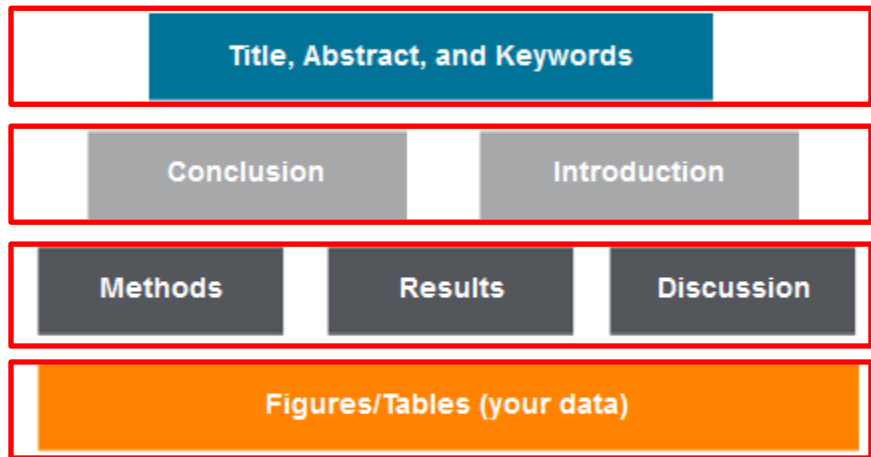 Title, Abstract, and Keywords
Conclusion
Introduction
Methods
Results
Discussion
Figures/Tables (your data)